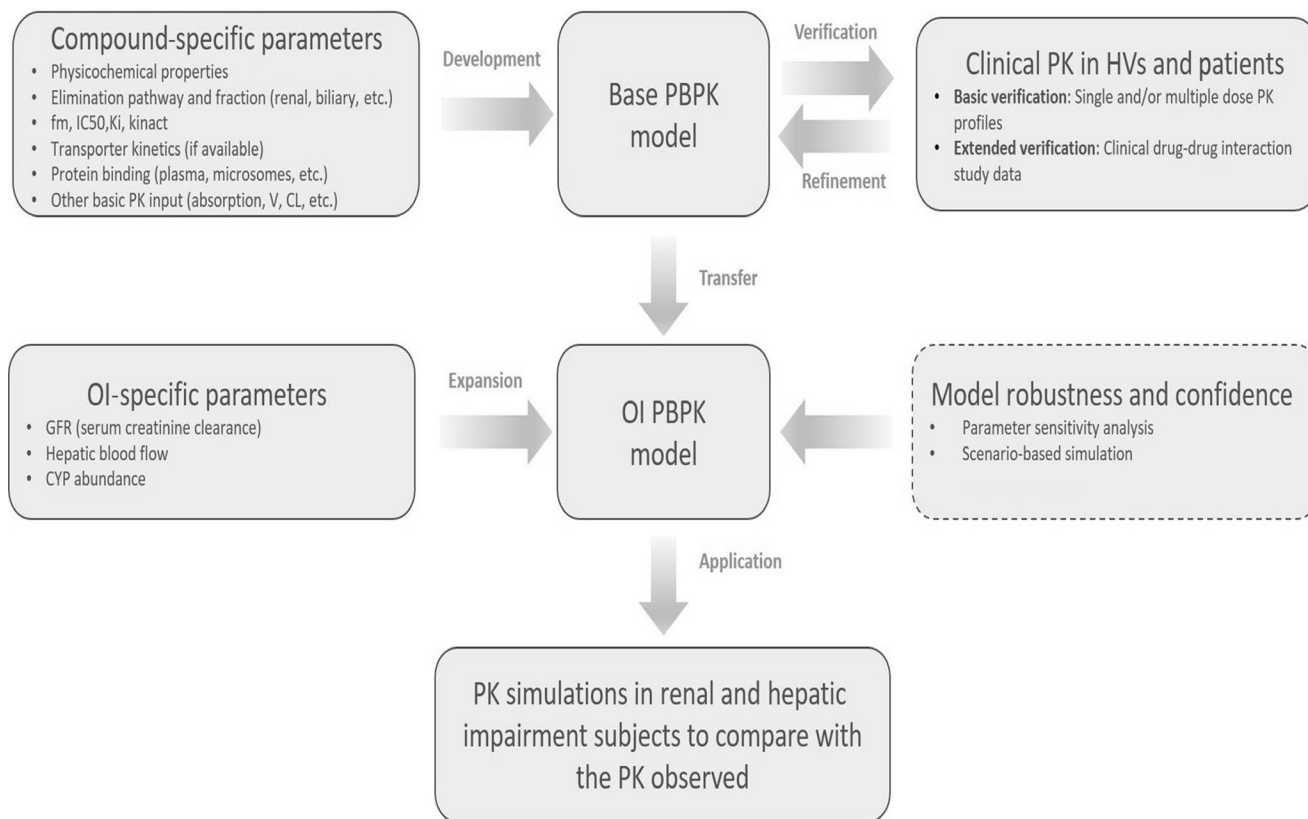 Compound-specific parameters
• Physicochemical properties
• Elimination pathway and fraction (renal, biliary, etc.)
• fm, IC50,Ki, kinact
• Transporter kinetics (if available)
• Protein binding (plasma, microsomes, etc.)
• Other basic PK input (absorption, V, CL, etc.)
Development
Base PBPK
model
Verification
Refinement
Clinical PK in HVs and patients
• Basic verification: Single and/or multiple dose PK
profiles
• Extended verification: Clinical drug-drug interaction
study data
Transfer
OI-specific parameters
• GFR (serum creatinine clearance)
• Hepatic blood flow
• CYP abundance
Expansion
OI PBPK
model
Model robustness and confidence
• Parameter sensitivity analysis
• Scenario-based simulation
Application
PK simulations in renal and hepatic
impairment subjects to compare with
the PK observed